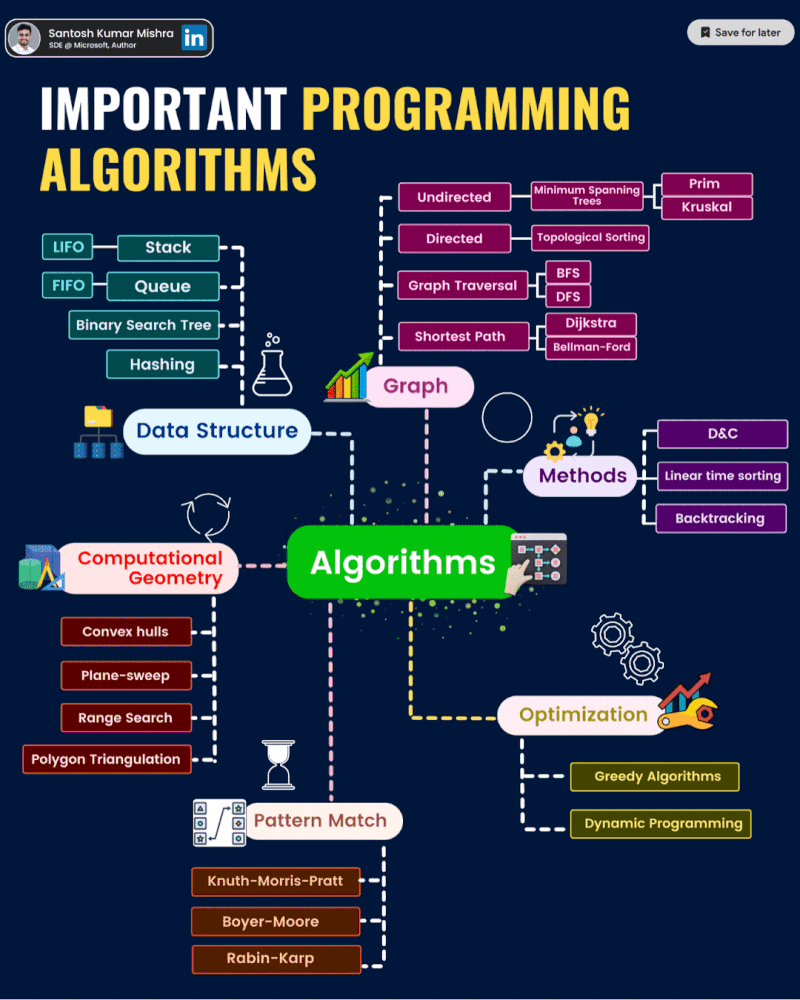 Santosh Kumar Mishra
SDE @ Microsoft, Author
in
Save for later
IMPORTANT PROGRAMMING
ALGORITHMS
Undirected
Minimum Spanning
Trees
Prim
Kruskal
Directed
Topological Sorting
Graph Traversal
BFS
DFS
Shortest Path
Dijkstra
Bellman-Ford
Graph
LIFO
Stack
FIFO
Queue
Binary Search Tree
Hashing
Data Structure
Methods
D&C
Linear time sorting
Backtracking
Algorithms
Computational
Geometry
Convex hulls
Plane-sweep
Range Search
Polygon Triangulation
Optimization
Greedy Algorithms
Dynamic Programming
Pattern Match
Knuth-Morris-Pratt
Boyer-Moore
Rabin-Karp